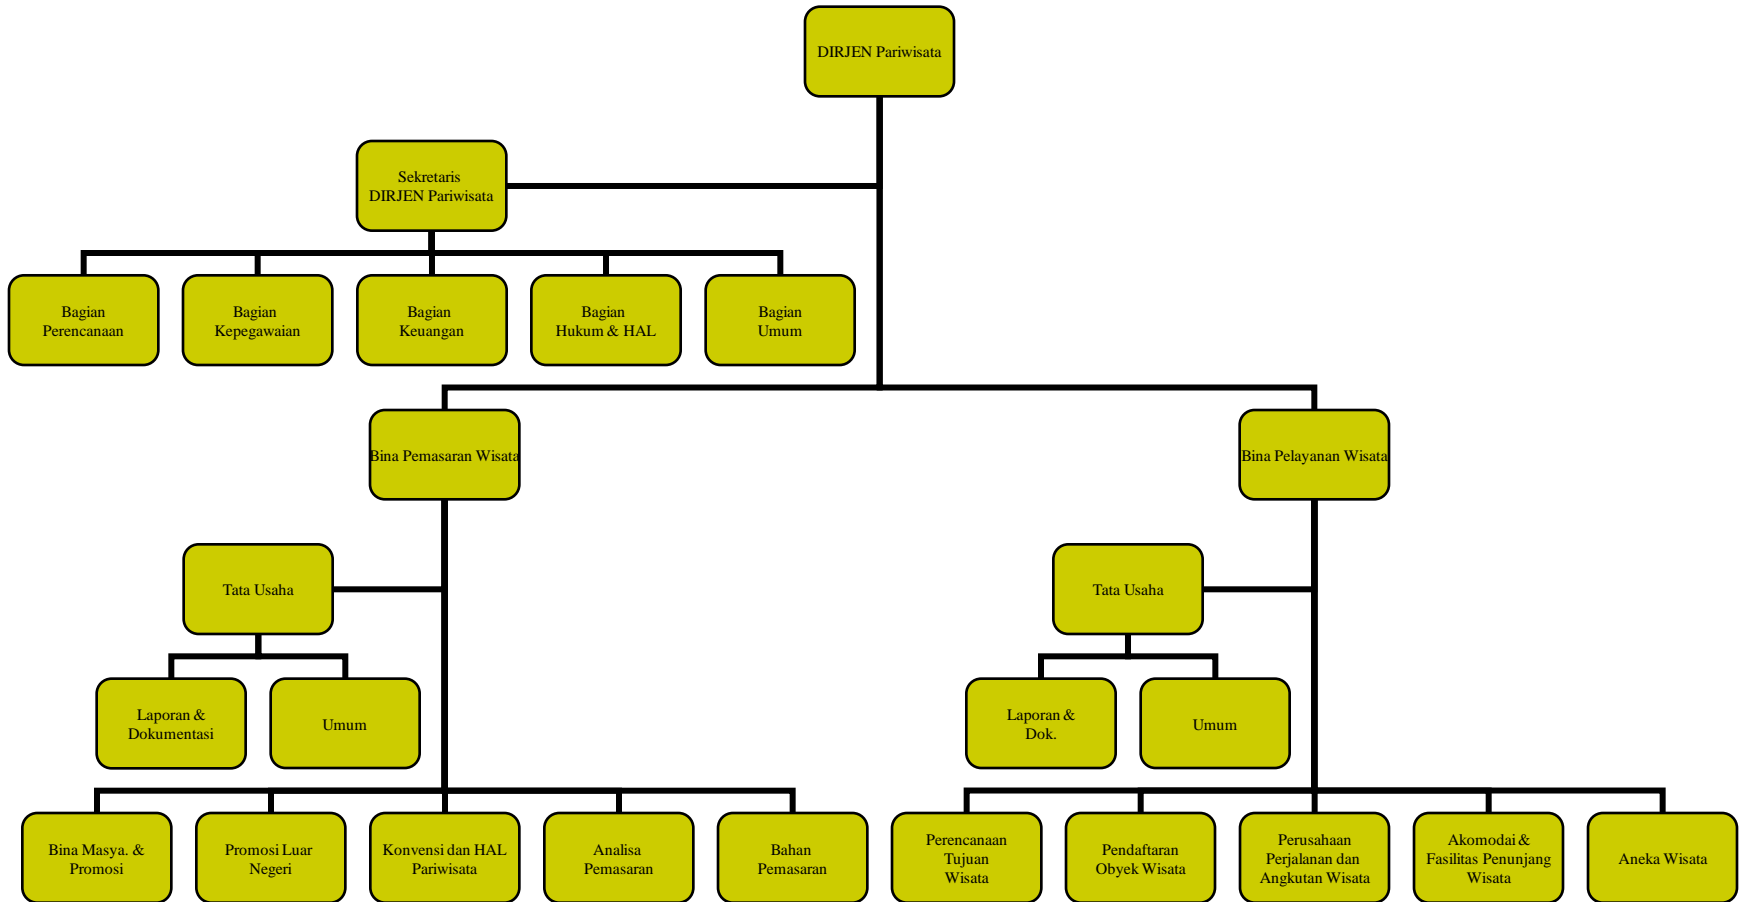 DIRJEN Pariwisata
Sekretaris
DIRJEN Pariwisata
Bagian
Perencanaan
Bagian
Kepegawaian
Bagian
Keuangan
Bagian
Hukum & HAL
Bagian
Umum
Bina Pemasaran Wisata
Bina Pelayanan Wisata
Tata Usaha
Tata Usaha
Laporan &
Dokumentasi
Umum
Laporan &
Dok.
Umum
Bina Masya. &
Promosi
Promosi Luar
Negeri
Konvensi dan HAL
Pariwisata
Analisa
Pemasaran
Bahan
Pemasaran
Perencanaan
Tujuan
Wisata
Pendaftaran
Obyek Wisata
Perusahaan
Perjalanan dan
Angkutan Wisata
Akomodai &
Fasilitas Penunjang
Wisata
Aneka Wisata